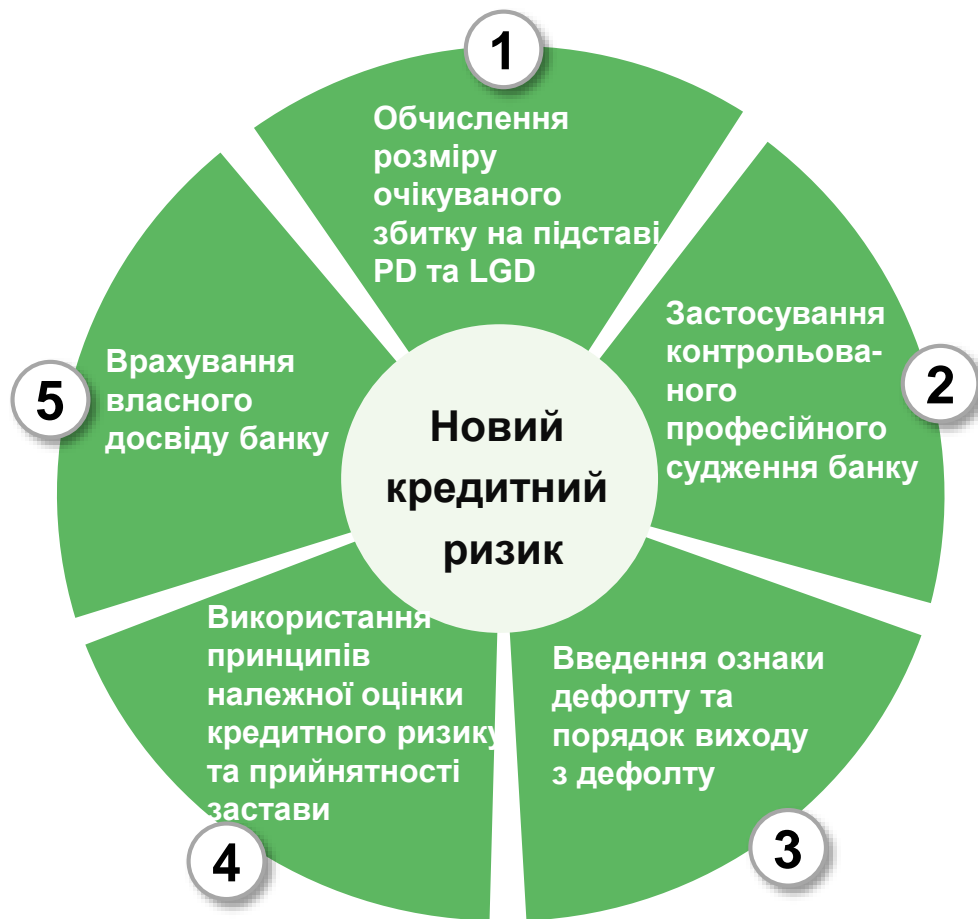 1
Обчислення
розміру
очікуваного
збитку на підставі
PD та LGD
2
Застосування
контрольова-
ного
професійного
судження банку
3
Введення ознаки
дефолту та
порядок виходу
з дефолту
4
Використання
принципів
належної оцінки
кредитного ризику
та прийнятності
застави
5
Врахування
власного
досвіду банку
Новий
кредитний
ризик